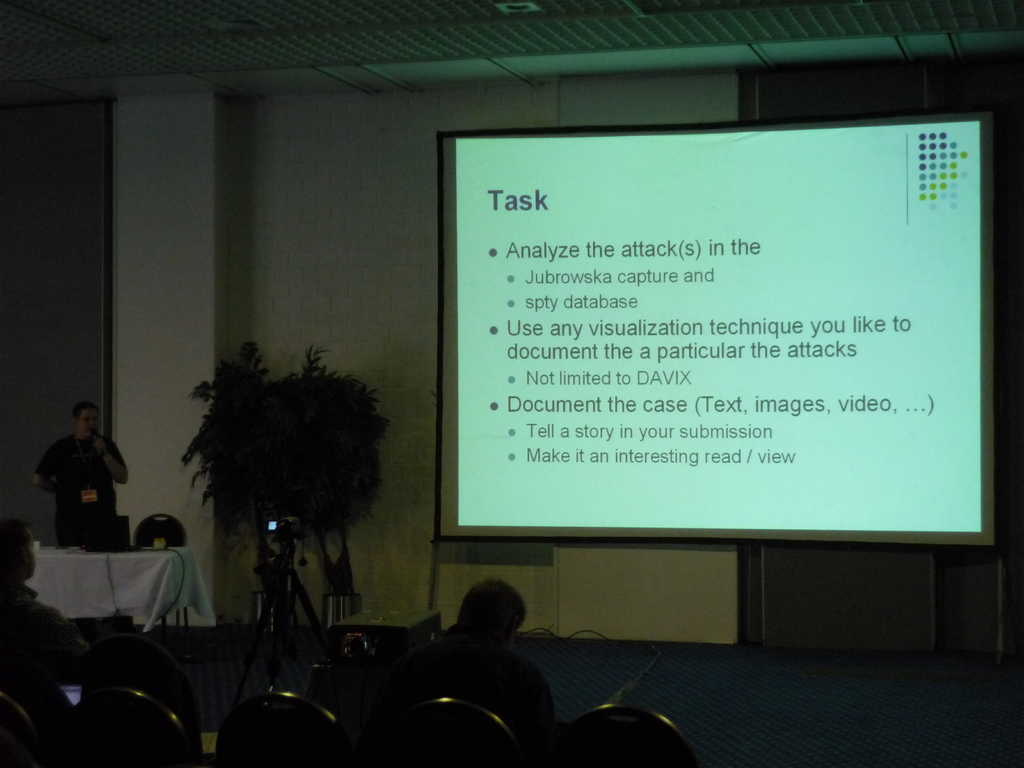 Task
• Analyze the attack(s) in the
• Jubrowska capture and
• spty database
• Use any visualization technique you like to
document the a particular the attacks
• Not limited to DAVIX
• Document the case (Text, images, video, …)
• Tell a story in your submission
• Make it an interesting read / view